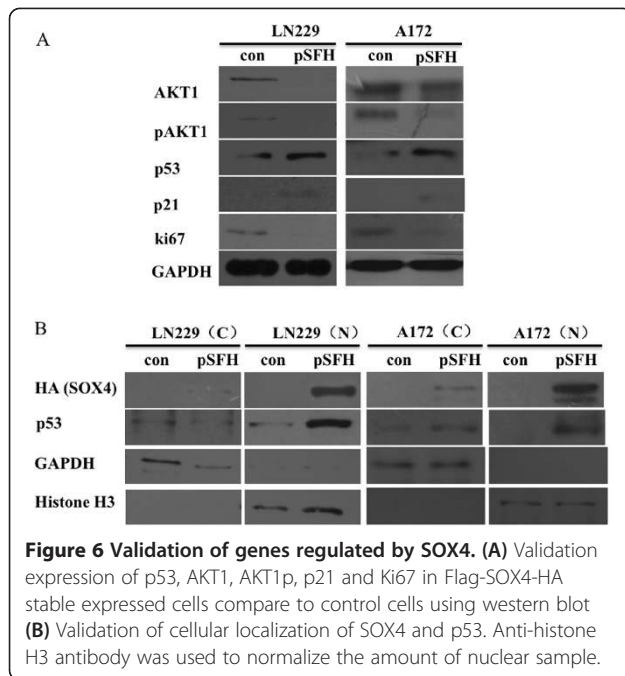 A
LN229 A172
con pSFH con pSFH
AKT1
pAKT1
p53
p21
ki67
GAPDH
B
LN229（C） LN229（N） A172（C） A172（N）
con pSFH con pSFH con pSFH con pSFH
HA (SOX4)
p53
GAPDH
Histone H3
Figure 6 Validation of genes regulated by SOX4. (A) Validation
expression of p53, AKT1, AKT1p, p21 and Ki67 in Flag-SOX4-HA
stable expressed cells compare to control cells using western blot
(B) Validation of cellular localization of SOX4 and p53. Anti-histone
H3 antibody was used to normalize the amount of nuclear sample.